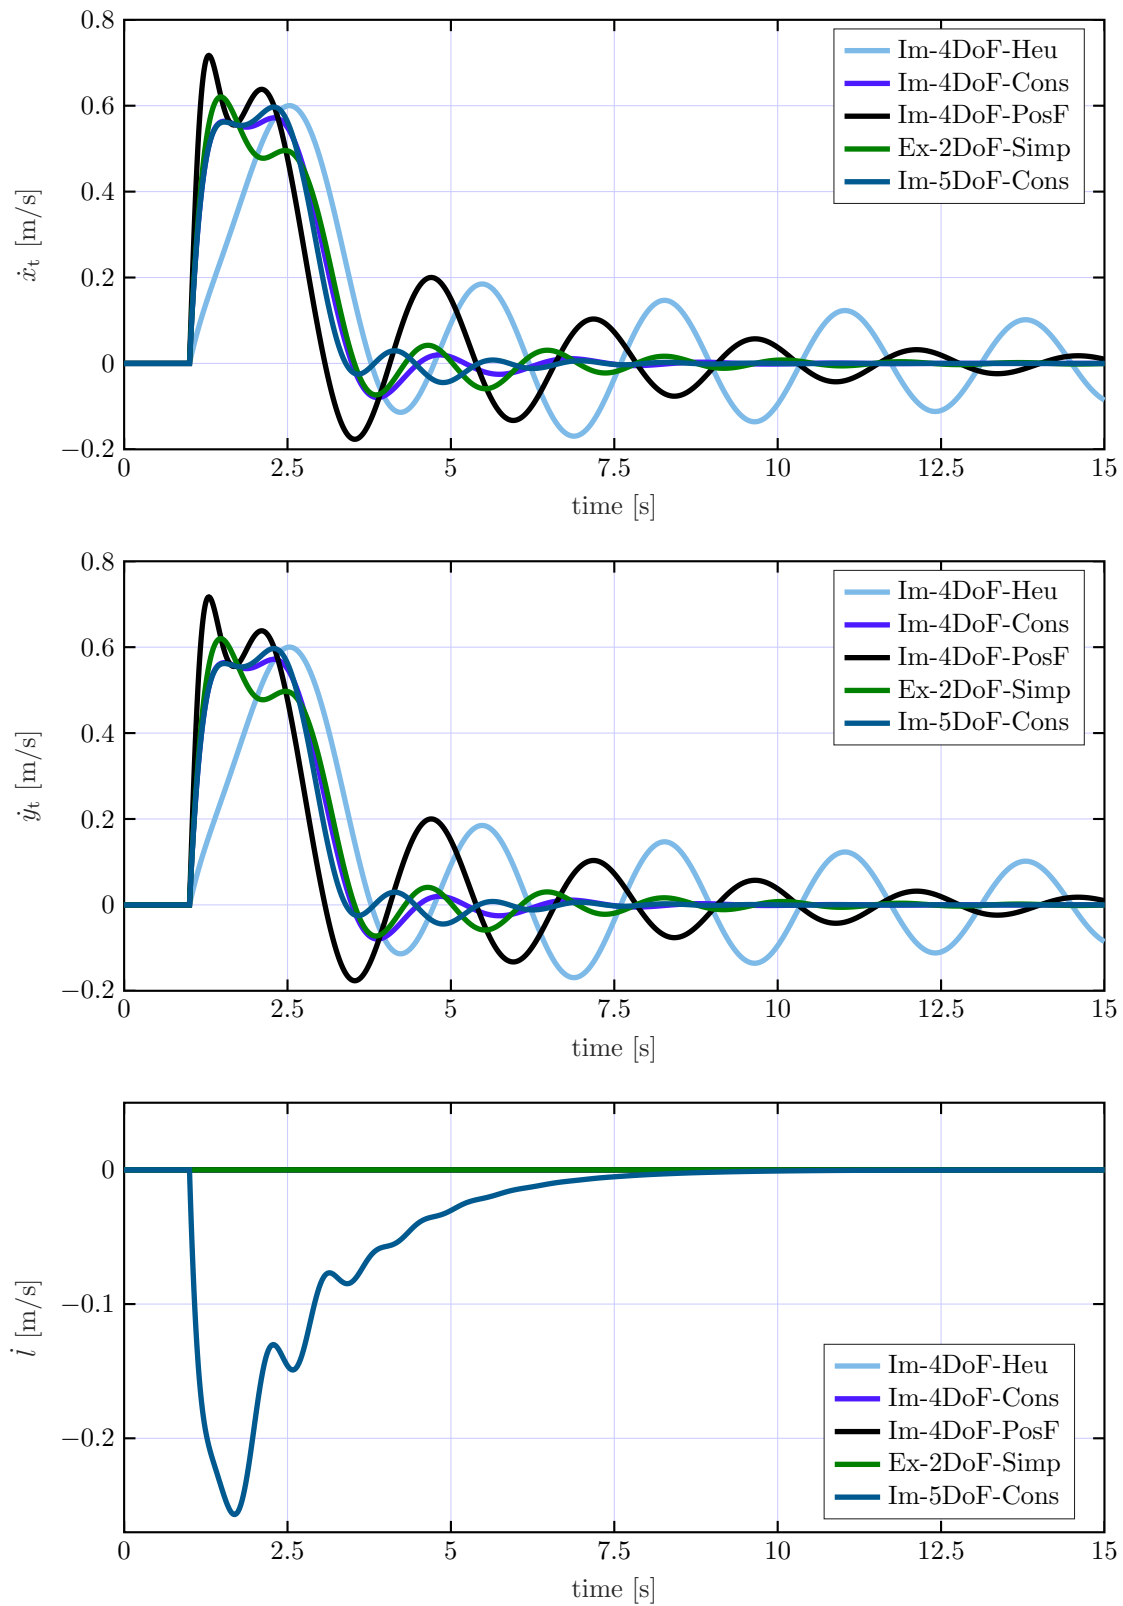 0.8
0.6
0.4
0.2
0
−0.2
ẋt [m/s]
Im-4DoF-Heu
Im-4DoF-Cons
Im-4DoF-PosF
Ex-2DoF-Simp
Im-5DoF-Cons
0 2.5 5 7.5 10 12.5 15
time [s]
0.8
0.6
0.4
0.2
0
−0.2
ẏt [m/s]
Im-4DoF-Heu
Im-4DoF-Cons
Im-4DoF-PosF
Ex-2DoF-Simp
Im-5DoF-Cons
0 2.5 5 7.5 10 12.5 15
time [s]
0
−0.1
−0.2
l̇ [m/s]
Im-4DoF-Heu
Im-4DoF-Cons
Im-4DoF-PosF
Ex-2DoF-Simp
Im-5DoF-Cons
0 2.5 5 7.5 10 12.5 15
time [s]